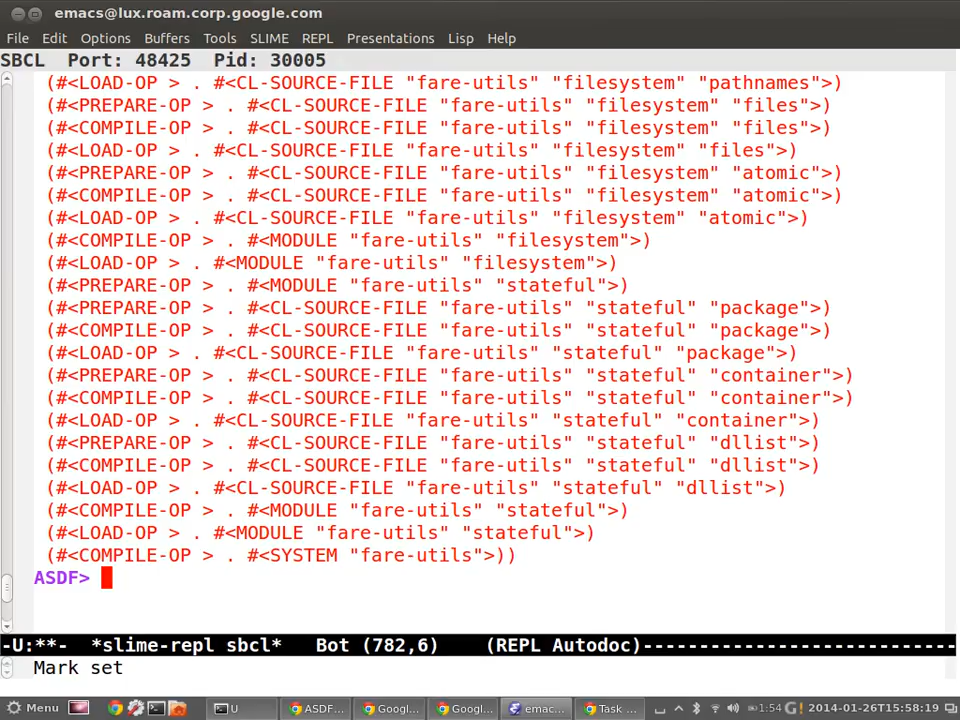 emacs@lux.roam.corp.google.com
File Edit Options Buffers Tools SLIME REPL Presentations Lisp Help
SBCL  Port: 48425  Pid: 30005
(#<LOAD-OP > . #<CL-SOURCE-FILE "fare-utils" "filesystem" "pathnames">)
(#<PREPARE-OP > . #<CL-SOURCE-FILE "fare-utils" "filesystem" "files">)
(#<COMPILE-OP > . #<CL-SOURCE-FILE "fare-utils" "filesystem" "files">)
(#<LOAD-OP > . #<CL-SOURCE-FILE "fare-utils" "filesystem" "files">)
(#<PREPARE-OP > . #<CL-SOURCE-FILE "fare-utils" "filesystem" "atomic">)
(#<COMPILE-OP > . #<CL-SOURCE-FILE "fare-utils" "filesystem" "atomic">)
(#<LOAD-OP > . #<CL-SOURCE-FILE "fare-utils" "filesystem" "atomic">)
(#<COMPILE-OP > . #<MODULE "fare-utils" "filesystem">)
(#<LOAD-OP > . #<MODULE "fare-utils" "filesystem">)
(#<PREPARE-OP > . #<MODULE "fare-utils" "stateful">)
(#<PREPARE-OP > . #<CL-SOURCE-FILE "fare-utils" "stateful" "package">)
(#<COMPILE-OP > . #<CL-SOURCE-FILE "fare-utils" "stateful" "package">)
(#<LOAD-OP > . #<CL-SOURCE-FILE "fare-utils" "stateful" "package">)
(#<PREPARE-OP > . #<CL-SOURCE-FILE "fare-utils" "stateful" "container">)
(#<COMPILE-OP > . #<CL-SOURCE-FILE "fare-utils" "stateful" "container">)
(#<LOAD-OP > . #<CL-SOURCE-FILE "fare-utils" "stateful" "container">)
(#<PREPARE-OP > . #<CL-SOURCE-FILE "fare-utils" "stateful" "dllist">)
(#<COMPILE-OP > . #<CL-SOURCE-FILE "fare-utils" "stateful" "dllist">)
(#<LOAD-OP > . #<CL-SOURCE-FILE "fare-utils" "stateful" "dllist">)
(#<COMPILE-OP > . #<MODULE "fare-utils" "stateful">)
(#<LOAD-OP > . #<MODULE "fare-utils" "stateful">)
(#<COMPILE-OP > . #<SYSTEM "fare-utils">))
ASDF>
-U:**-  *slime-repl sbcl*   Bot (782,6)    (REPL Autodoc)----------------------------
Mark set
Menu U ASDF... Googl... Googl... emac... Task ... 1:54 2014-01-26T15:58:19